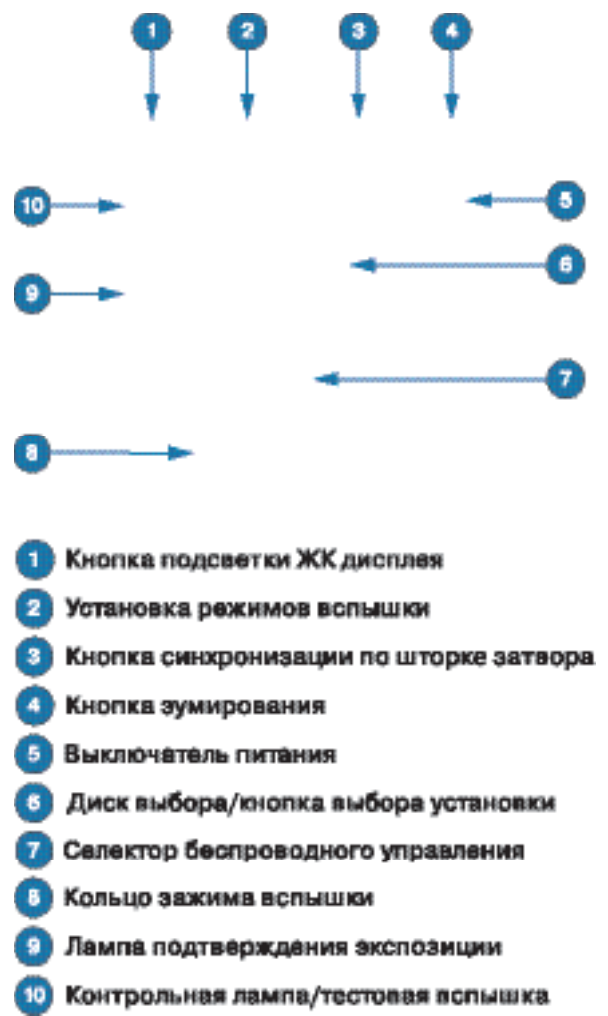 1 2 3 4
10 5
6
9
7
8
1 Кнопка подсветки ЖК дисплея
2 Установка режимов вспышки
3 Кнопка синхронизации по шторке затвора
4 Кнопка зумирования
5 Выключатель питания
6 Диск выбора/кнопка выбора установки
7 Селектор беспроводного управления
8 Кольцо зажима вспышки
9 Лампа подтверждения экспозиции
10 Контрольная лампа/тестовая вспышка